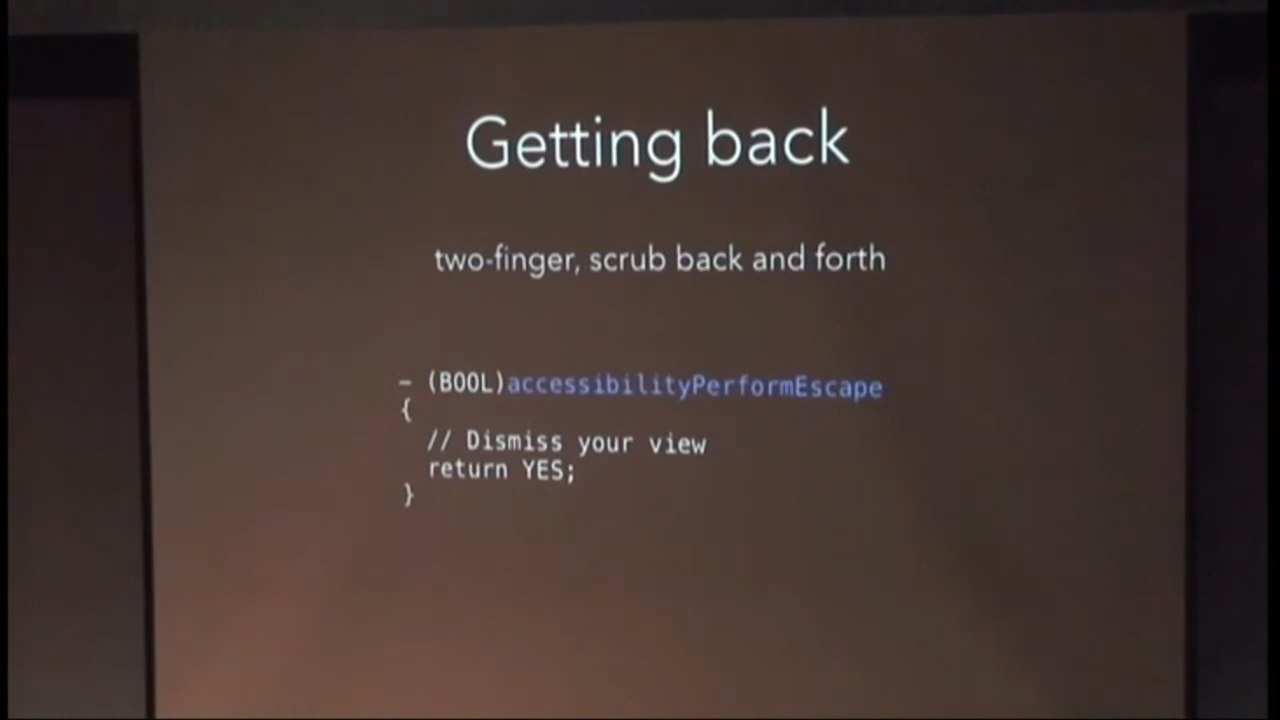 Getting back
two-finger, scrub back and forth
- (BOOL)accessibilityPerformEscape
{
// Dismiss your view
return YES;
}